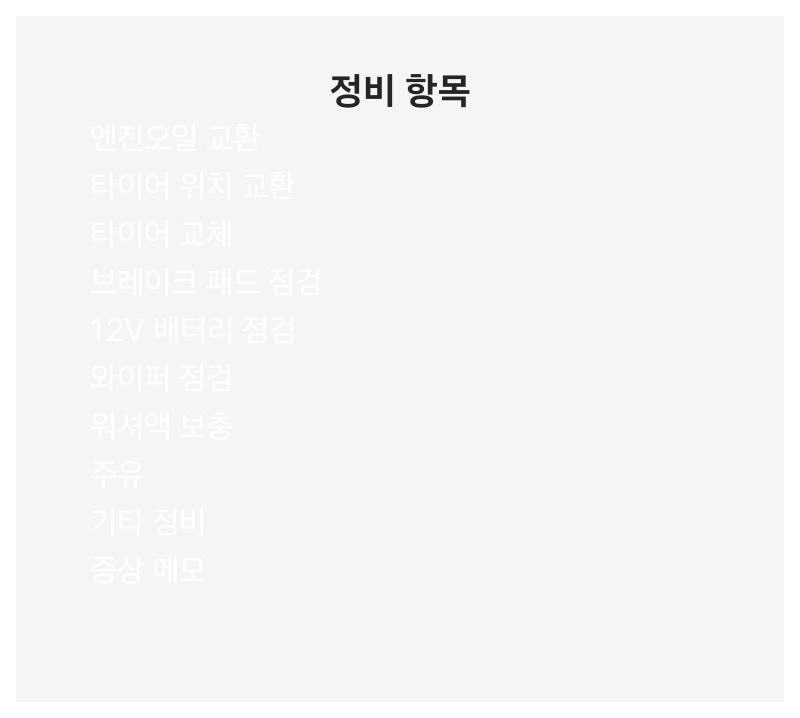 정비 항목
엔진오일 교환
타이어 위치 교환
타이어 교체
브레이크 패드 점검
12V 배터리 점검
와이퍼 점검
워셔액 보충
주유
기타 정비
증상 메모